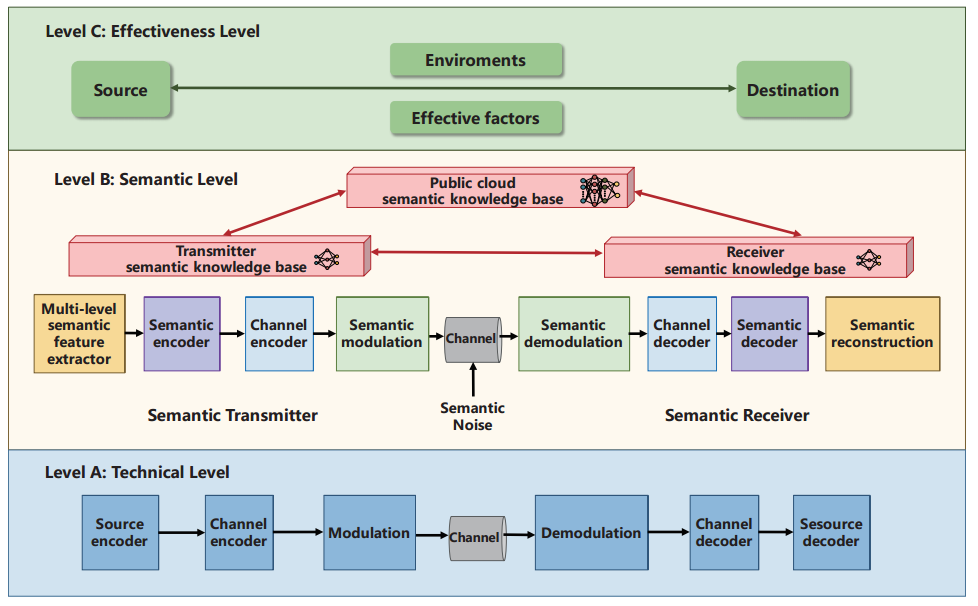 Level C: Effectiveness Level
Enviroments
Source
Destination
Effective factors
Level B: Semantic Level
Public cloud
semantic knowledge base
Transmitter
semantic knowledge base
Receiver
semantic knowledge base
Multi-level
semantic
feature
extractor
Semantic
encoder
Channel
encoder
Semantic
modulation
Channel
Semantic
demodulation
Channel
decoder
Semantic
decoder
Semantic
reconstruction
Semantic Transmitter
Semantic
Noise
Semantic Receiver
Level A: Technical Level
Source
encoder
Channel
encoder
Modulation
Channel
Demodulation
Channel
decoder
Sesource
decoder